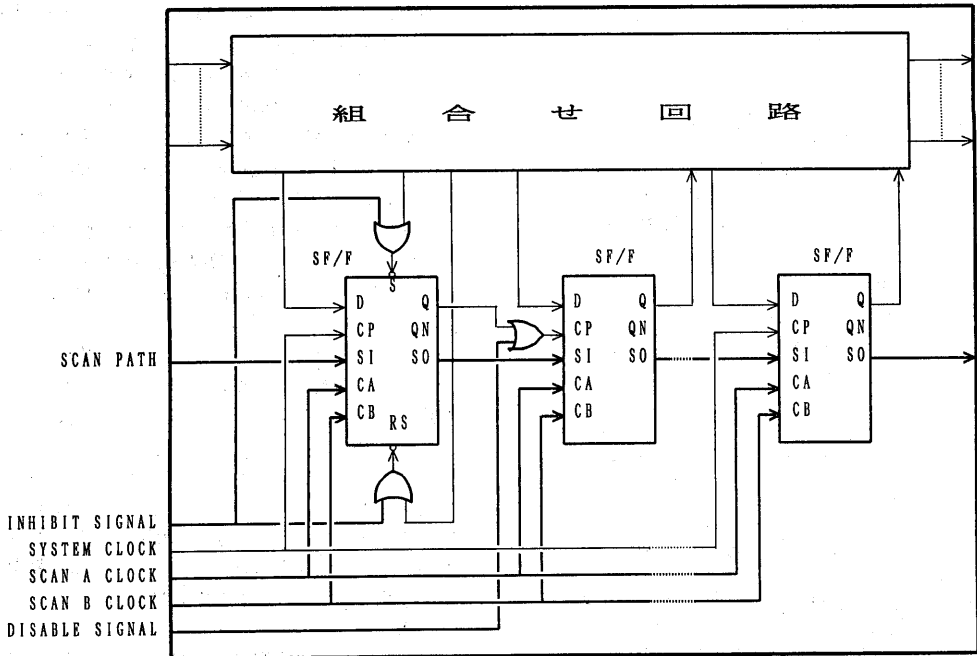 組合せ回路
SF/F
SF/F
SF/F
S
D Q
CP QN
SI SO
CA
CB
RS
D Q
CP QN
SI SO
CA
CB
D Q
CP QN
SI SO
CA
CB
SCAN PATH
INHIBIT SIGNAL
SYSTEM CLOCK
SCAN A CLOCK
SCAN B CLOCK
DISABLE SIGNAL